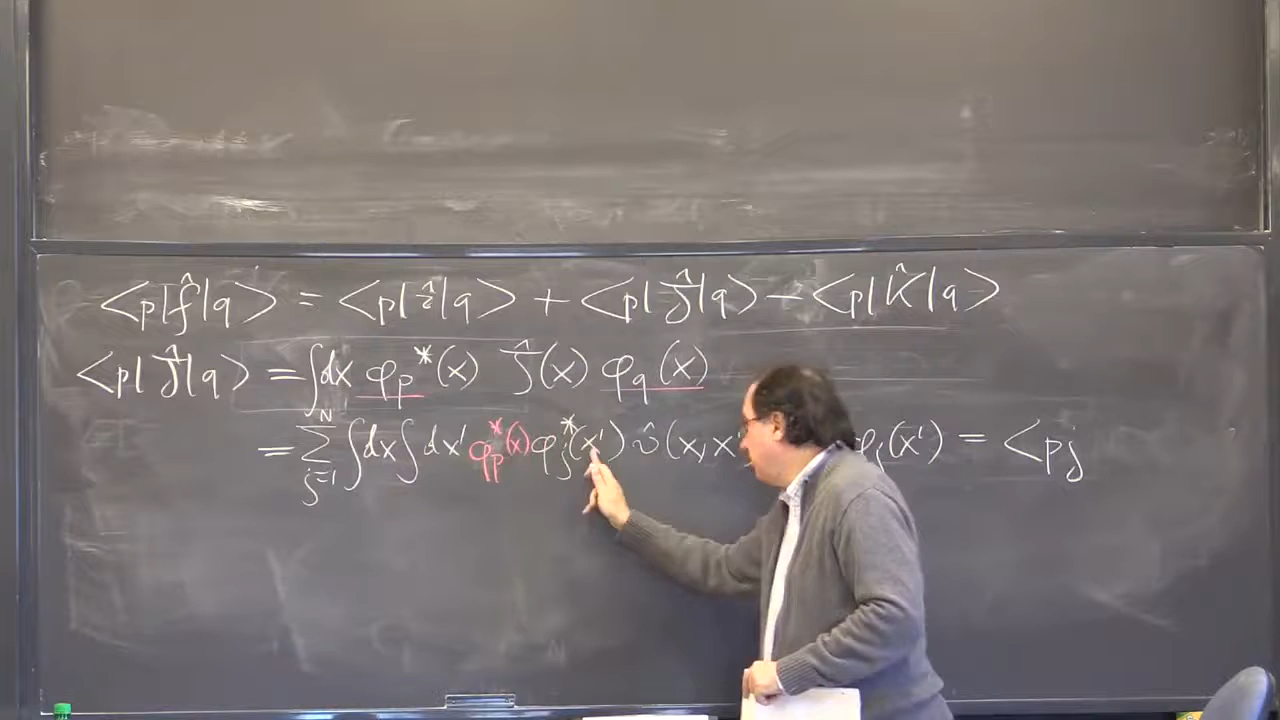 <p|f̂|q> = <p|ẑ|q> + <p|Ĵ|q> − <p|K̂|q>
<p|Ĵ|q> = ∫dx φp*(x) Ĵ(x) φq(x)
= Σ_{j=1}^{N} ∫dx ∫dx' φp*(x) φj*(x') v̂(x,x' φj(x') = <pj